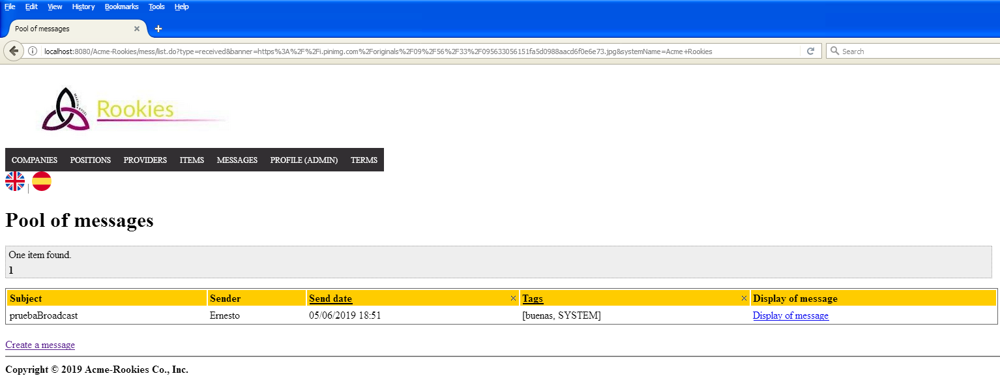 File Edit View History Bookmarks Tools Help
Pool of messages
localhost:8080/Acme-Rookies/mess/list.do?type=received&banner=https%3A%2F%2Fi.pinimg.com%2Foriginals%2F09%2F56%2F33%2F095633056151fa5d0988aacd6f0e6e73.jpg&systemName=Acme+Rookies Search
Rookies
COMPANIES POSITIONS PROVIDERS ITEMS MESSAGES PROFILE (ADMIN) TERMS
|
Pool of messages
One item found.
1
Subject Sender Send date Tags Display of message
pruebaBroadcast Ernesto 05/06/2019 18:51 [buenas, SYSTEM] Display of message
Create a message
Copyright © 2019 Acme-Rookies Co., Inc.